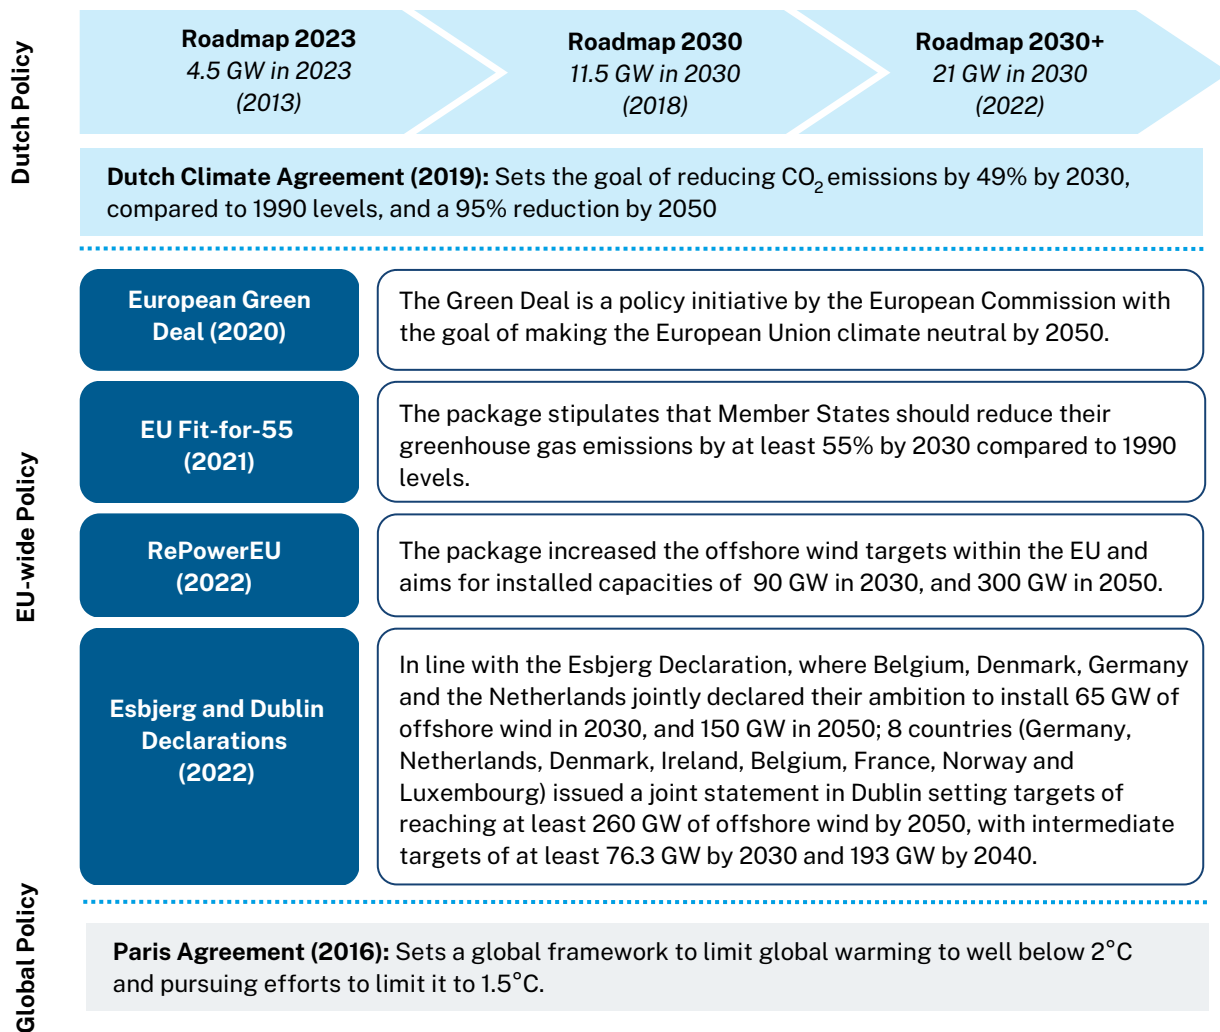 Dutch Policy
Roadmap 2023
4.5 GW in 2023
(2013)
Roadmap 2030
11.5 GW in 2030
(2018)
Roadmap 2030+
21 GW in 2030
(2022)
Dutch Climate Agreement (2019): Sets the goal of reducing CO2 emissions by 49% by 2030,
compared to 1990 levels, and a 95% reduction by 2050
EU-wide Policy
European Green
Deal (2020)
The Green Deal is a policy initiative by the European Commission with
the goal of making the European Union climate neutral by 2050.
EU Fit-for-55
(2021)
The package stipulates that Member States should reduce their
greenhouse gas emissions by at least 55% by 2030 compared to 1990
levels.
RePowerEU
(2022)
The package increased the offshore wind targets within the EU and
aims for installed capacities of 90 GW in 2030, and 300 GW in 2050.
Esbjerg and Dublin
Declarations
(2022)
In line with the Esbjerg Declaration, where Belgium, Denmark, Germany
and the Netherlands jointly declared their ambition to install 65 GW of
offshore wind in 2030, and 150 GW in 2050; 8 countries (Germany,
Netherlands, Denmark, Ireland, Belgium, France, Norway and
Luxembourg) issued a joint statement in Dublin setting targets of
reaching at least 260 GW of offshore wind by 2050, with intermediate
targets of at least 76.3 GW by 2030 and 193 GW by 2040.
Global Policy
Paris Agreement (2016): Sets a global framework to limit global warming to well below 2°C
and pursuing efforts to limit it to 1.5°C.